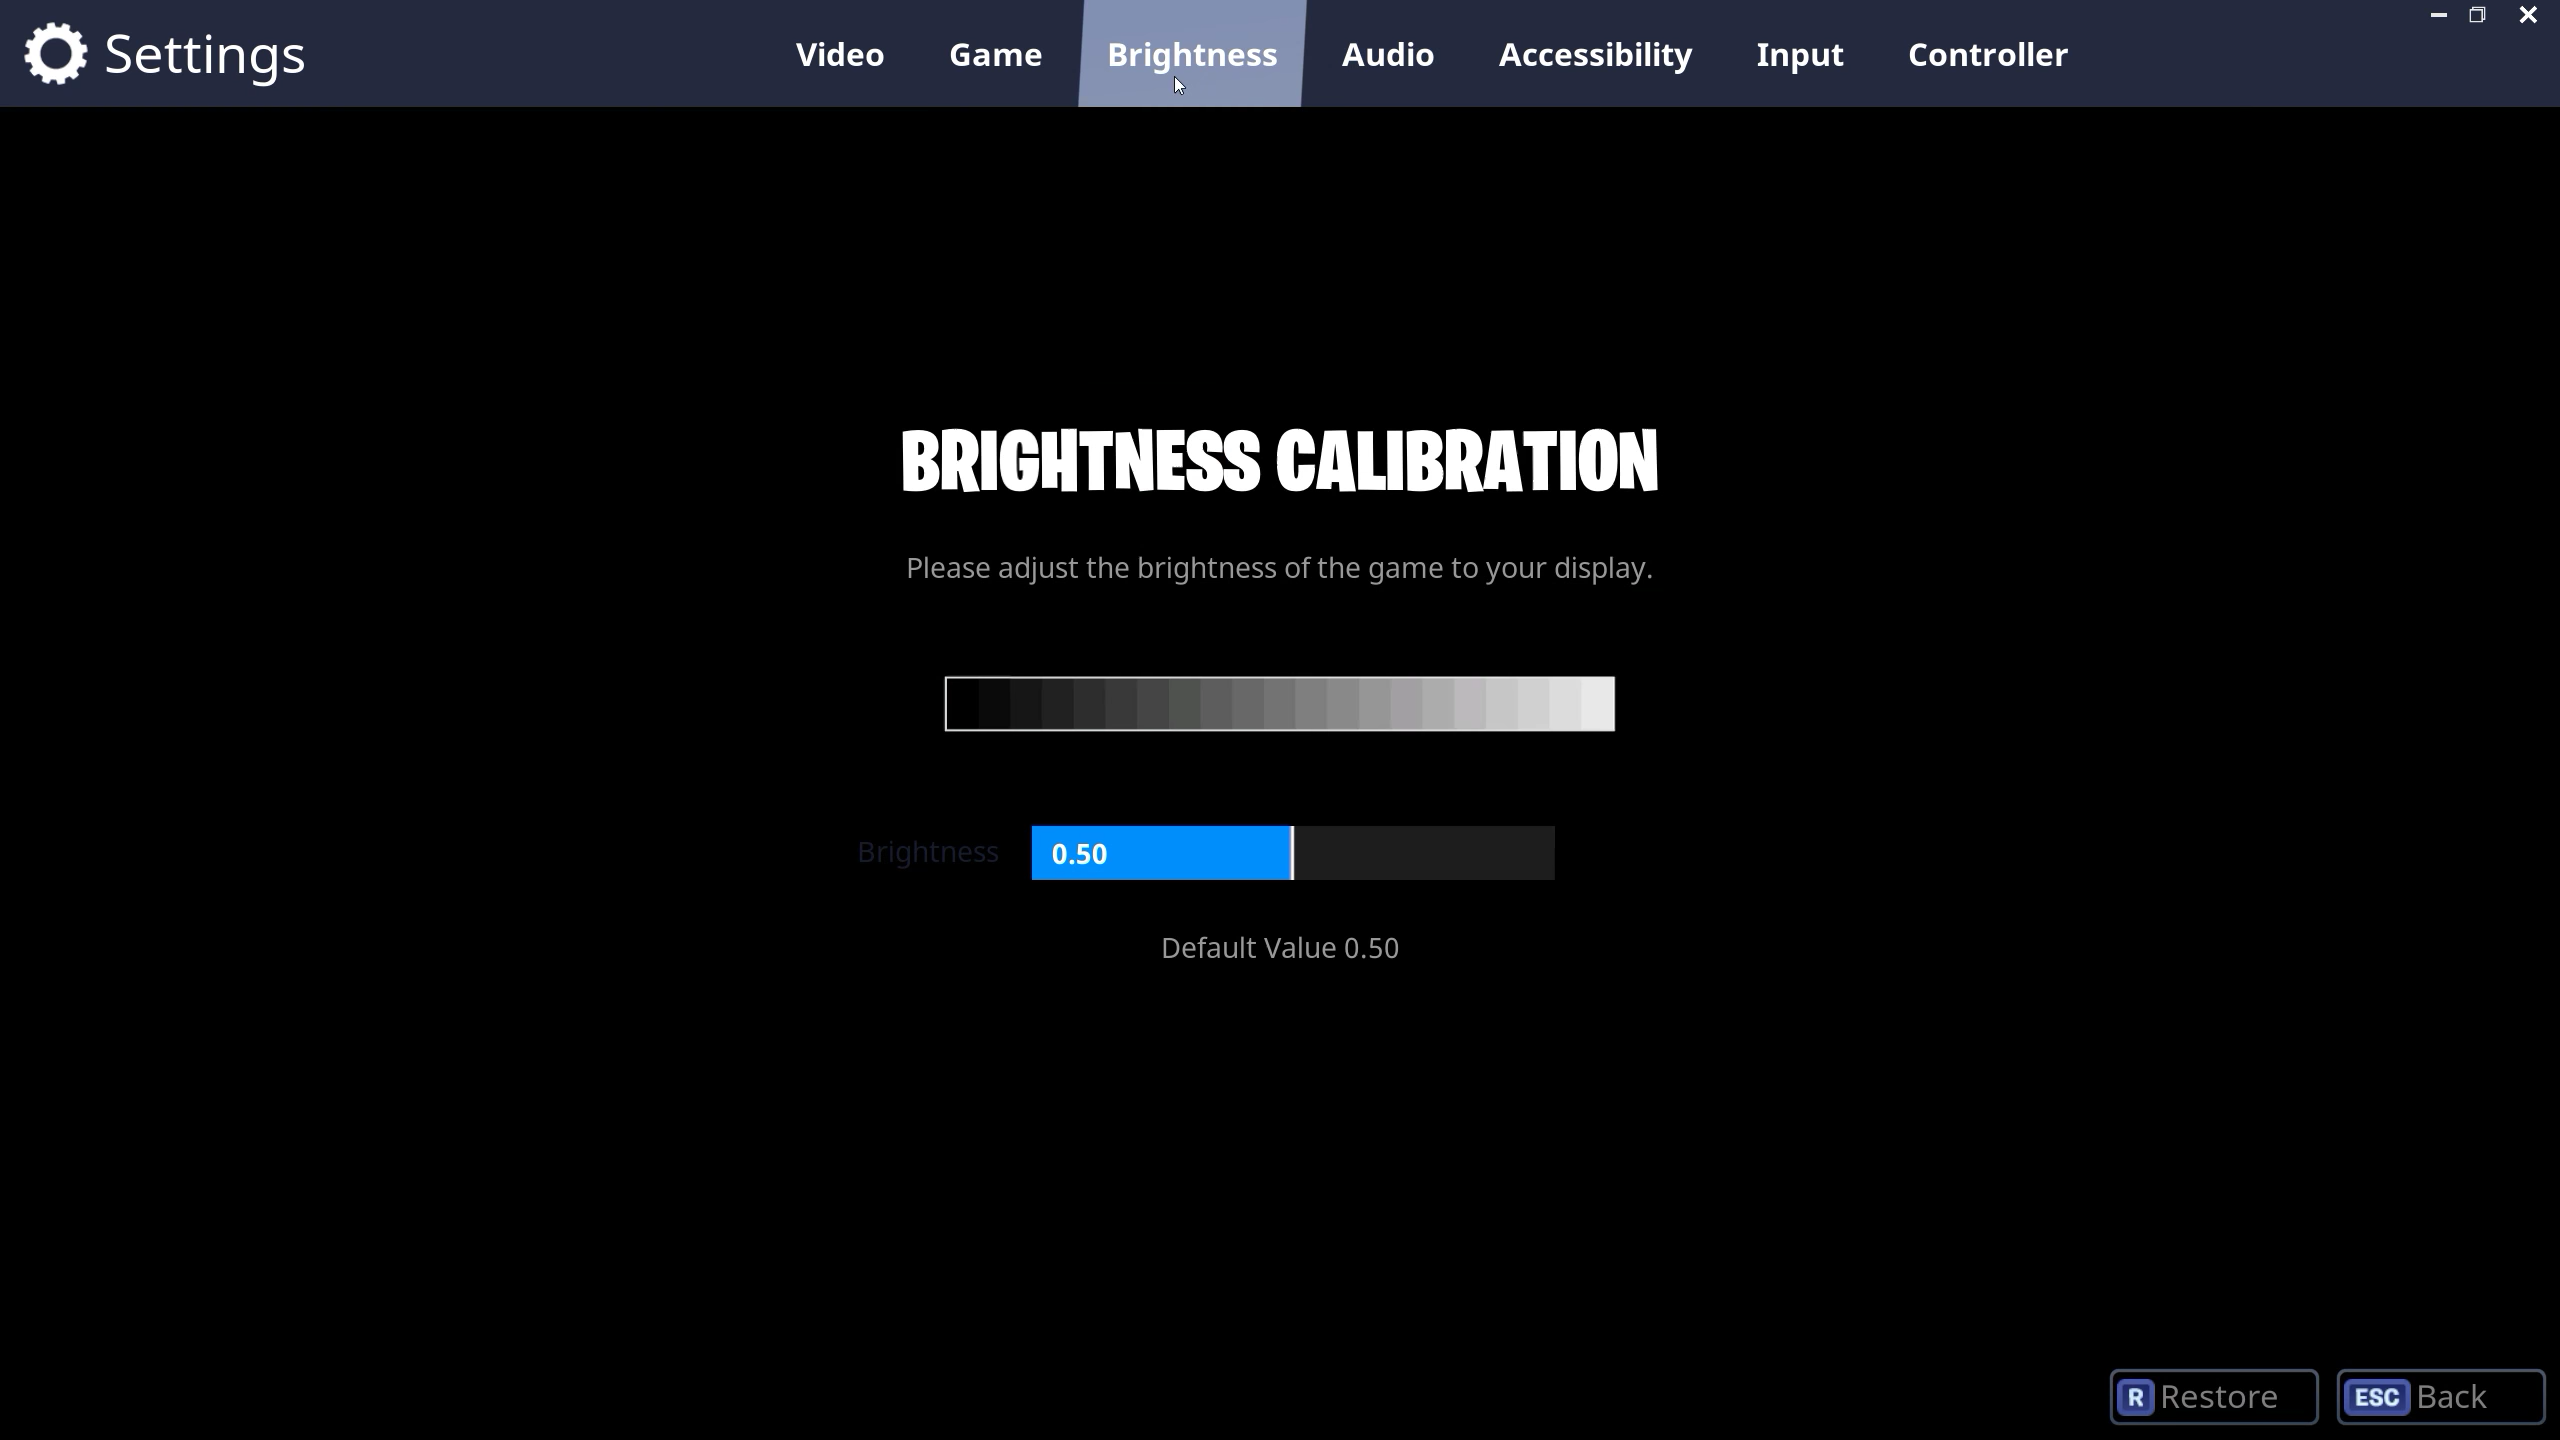 Settings
Video
Game
Brightness
Audio
Accessibility
Input
Controller
BRIGHTNESS CALIBRATION
Please adjust the brightness of the game to your display.
Brightness
0.50
Default Value 0.50
R Restore
ESC Back